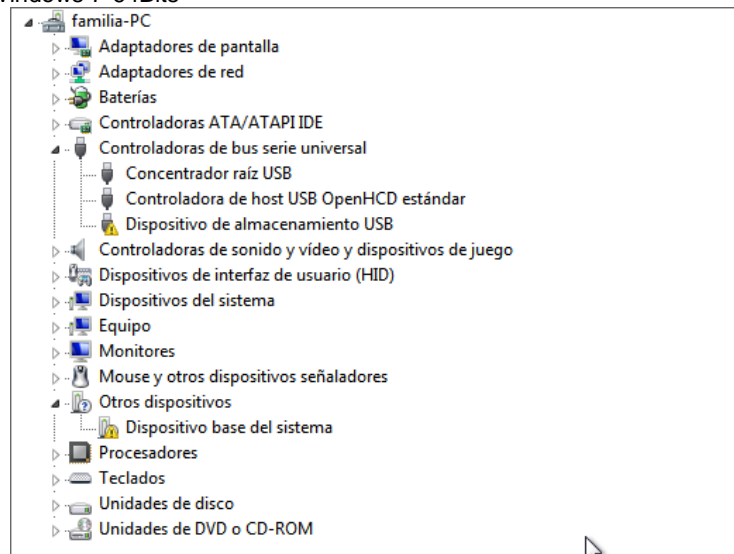 familia-PC
Adaptadores de pantalla
Adaptadores de red
Baterías
Controladoras ATA/ATAPI IDE
Controladoras de bus serie universal
Concentrador raíz USB
Controladora de host USB OpenHCD estándar
Dispositivo de almacenamiento USB
Controladoras de sonido y vídeo y dispositivos de juego
Dispositivos de interfaz de usuario (HID)
Dispositivos del sistema
Equipo
Monitores
Mouse y otros dispositivos señaladores
Otros dispositivos
Dispositivo base del sistema
Procesadores
Teclados
Unidades de disco
Unidades de DVD o CD-ROM